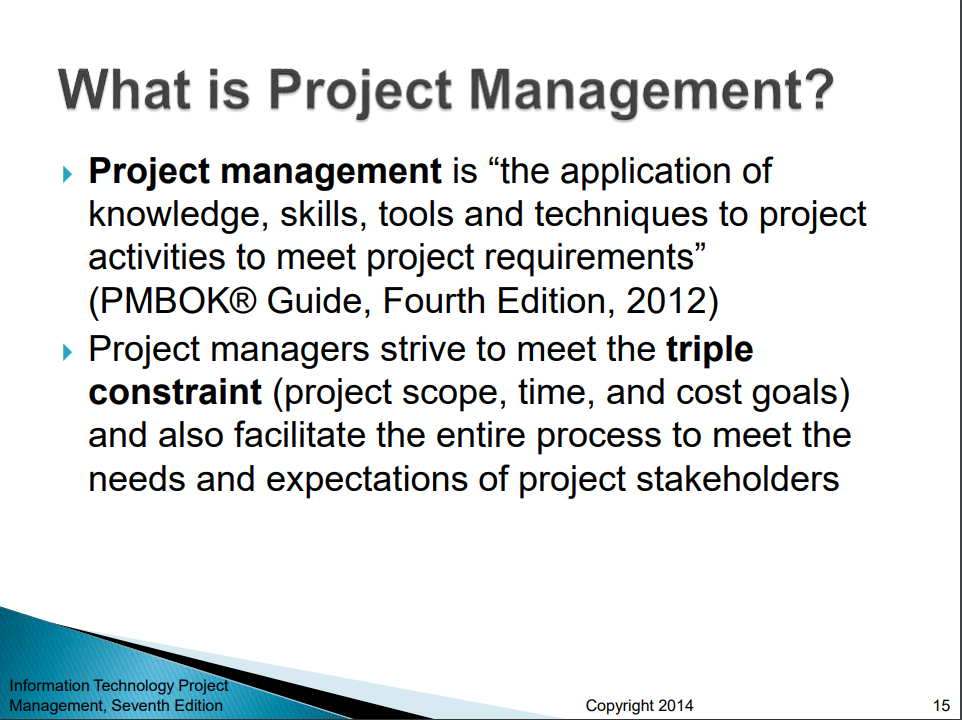 What is Project Management?
Project management is “the application of
knowledge, skills, tools and techniques to project
activities to meet project requirements”
(PMBOK® Guide, Fourth Edition, 2012)
Project managers strive to meet the triple
constraint (project scope, time, and cost goals)
and also facilitate the entire process to meet the
needs and expectations of project stakeholders
Information Technology Project
Management, Seventh Edition
Copyright 2014
15